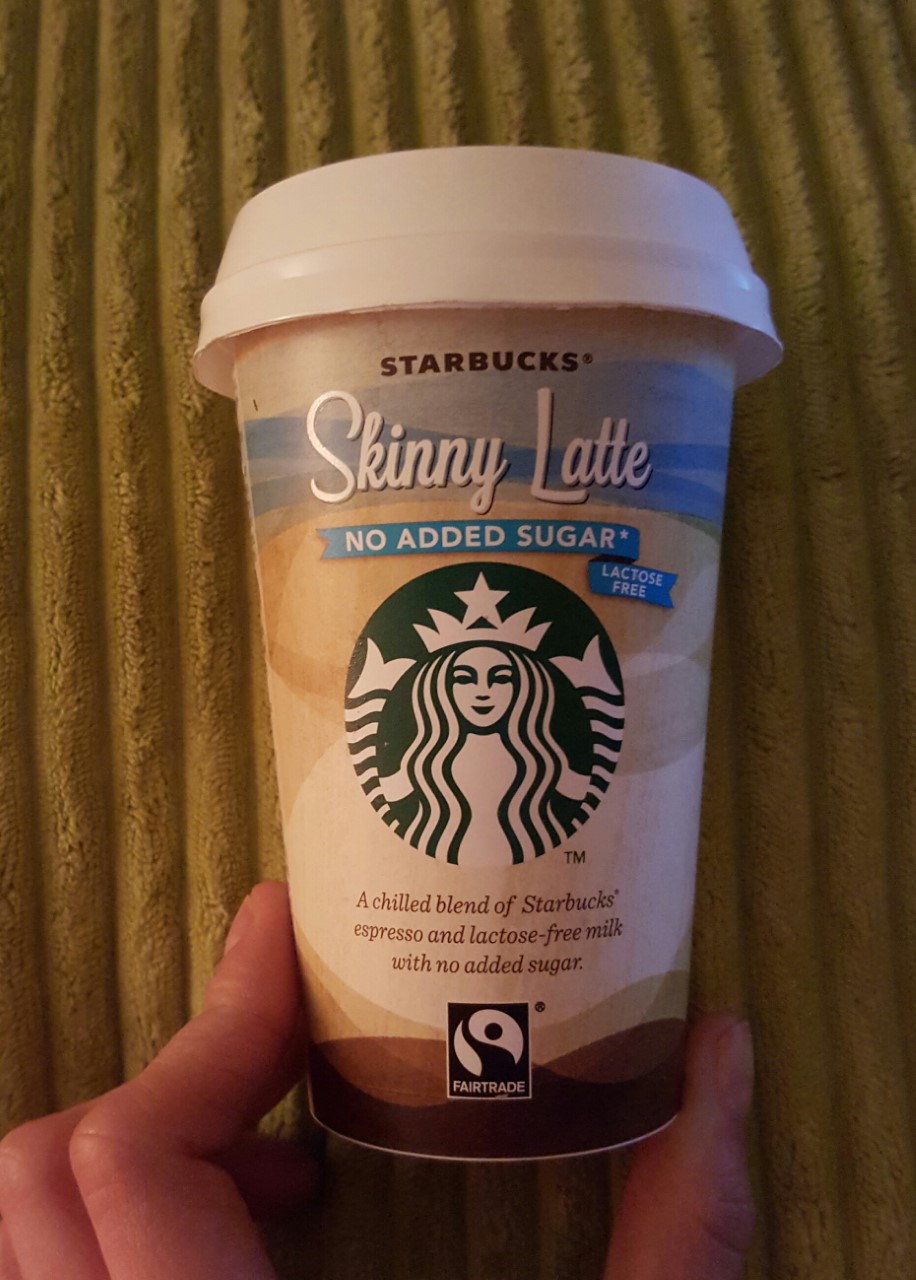 STARBUCKS®
Skinny Latte
NO ADDED SUGAR*
LACTOSE
FREE
TM
A chilled blend of Starbucks®
espresso and lactose-free milk
with no added sugar.
®
FAIRTRADE